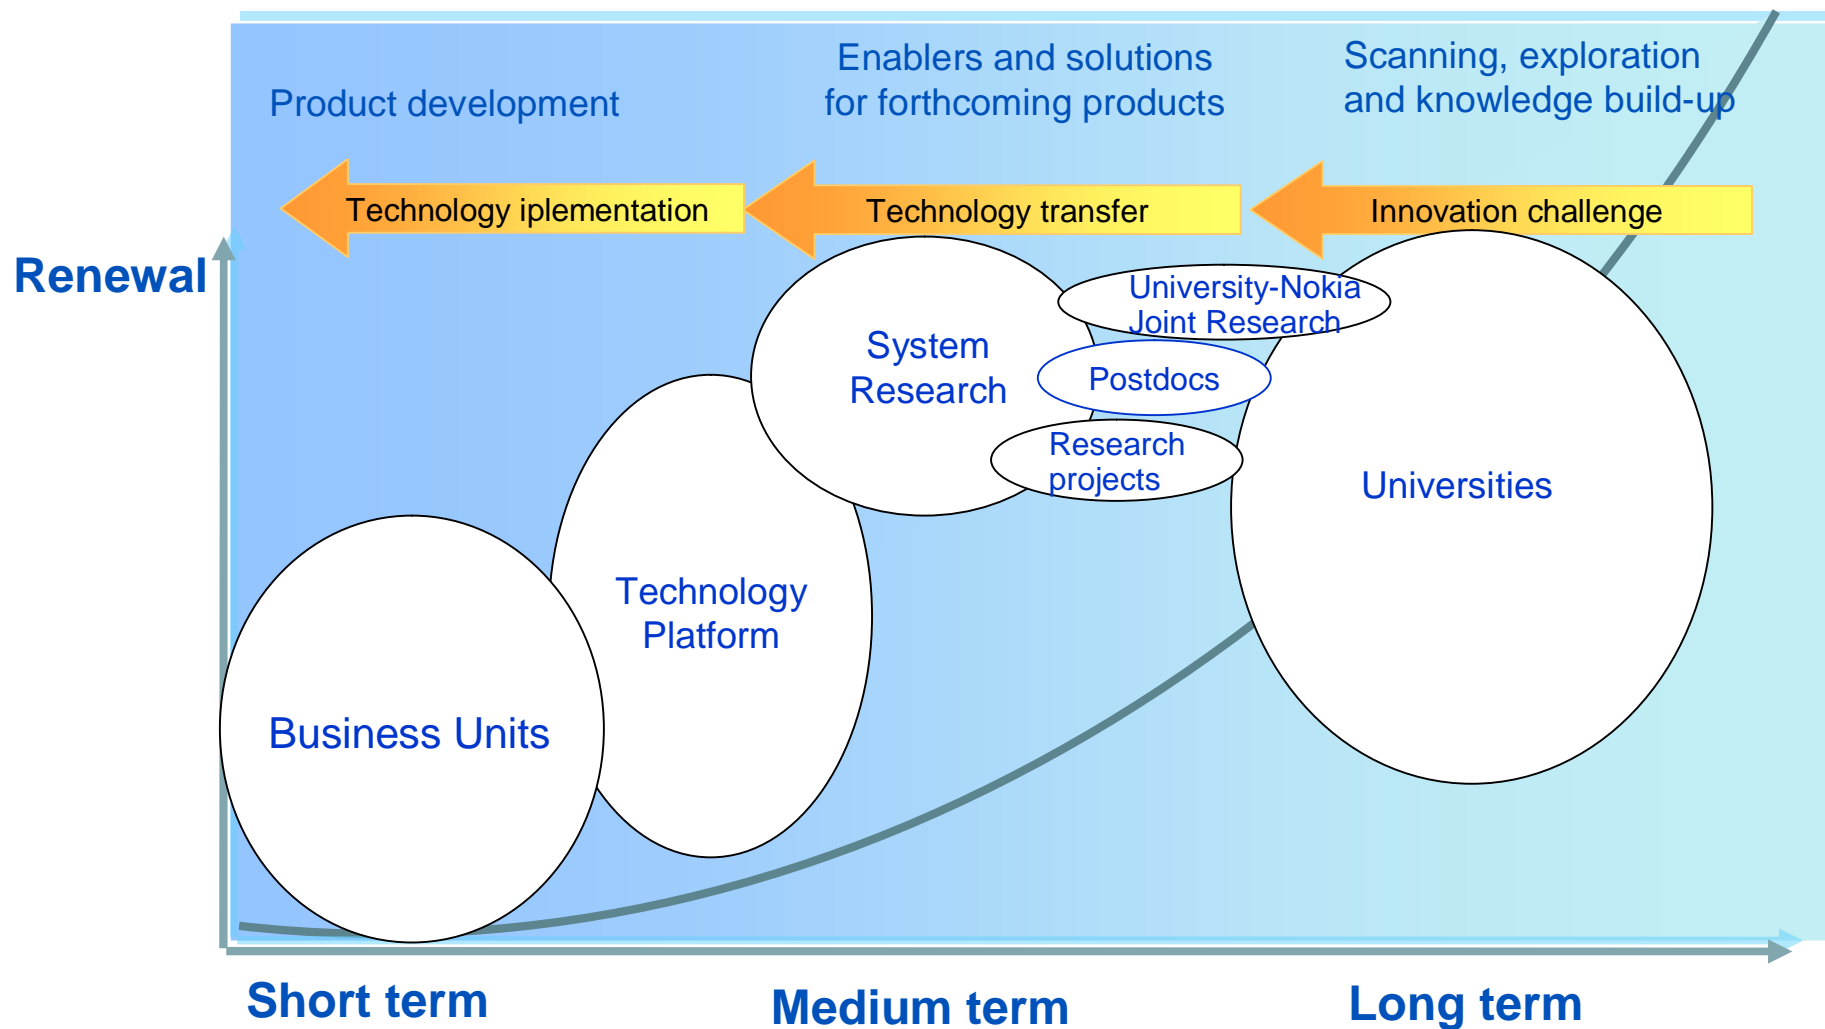 Product development
Enablers and solutions
for forthcoming products
Scanning, exploration
and knowledge build-up
Technology iplementation
Technology transfer
Innovation challenge
Renewal
University-Nokia
Joint Research
System
Research
Postdocs
Research
projects
Universities
Technology
Platform
Business Units
Short term
Medium term
Long term